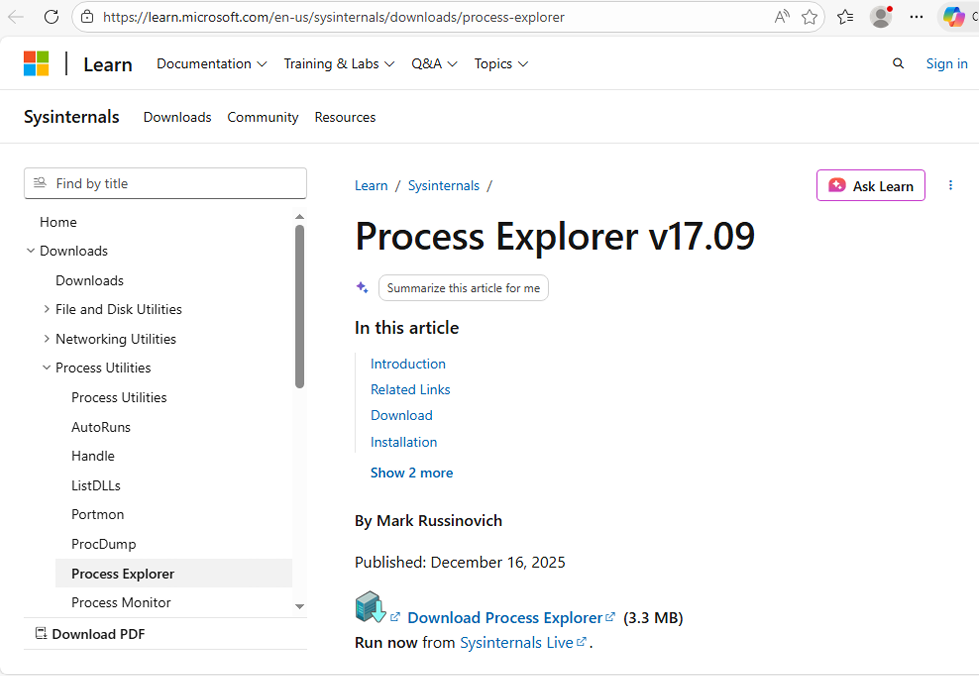 https://learn.microsoft.com/en-us/sysinternals/downloads/process-explorer
Learn Documentation Training & Labs Q&A Topics Sign in
Sysinternals Downloads Community Resources
Find by title
Home
Downloads
Downloads
File and Disk Utilities
Networking Utilities
Process Utilities
Process Utilities
AutoRuns
Handle
ListDLLs
Portmon
ProcDump
Process Explorer
Process Monitor
Download PDF
Learn / Sysinternals /
Ask Learn
Process Explorer v17.09
Summarize this article for me
In this article
Introduction
Related Links
Download
Installation
Show 2 more
By Mark Russinovich
Published: December 16, 2025
Download Process Explorer (3.3 MB)
Run now from Sysinternals Live.